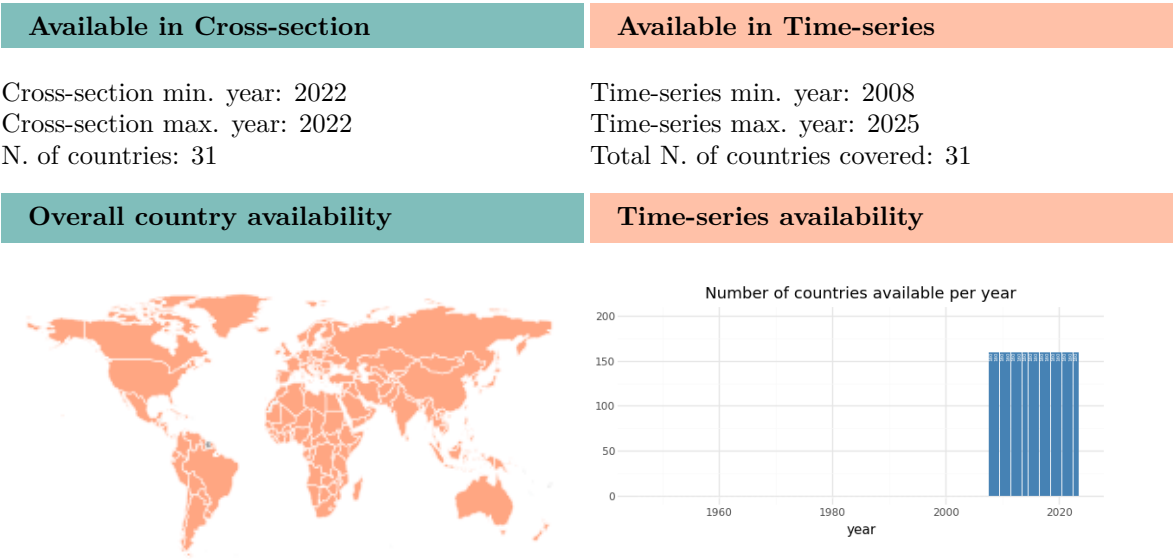 Available in Cross-section
Available in Time-series
Cross-section min. year: 2022
Cross-section max. year: 2022
N. of countries: 31
Time-series min. year: 2008
Time-series max. year: 2025
Total N. of countries covered: 31
Overall country availability
Time-series availability
Number of countries available per year
200
150
100
50
0
1960
1980
2000
2020
year